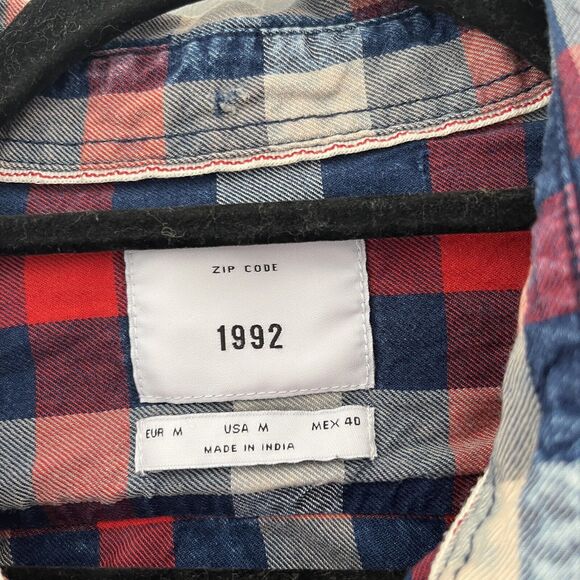 ZIP CODE
1992
EUR M USA M MEX 40
MADE IN INDIA